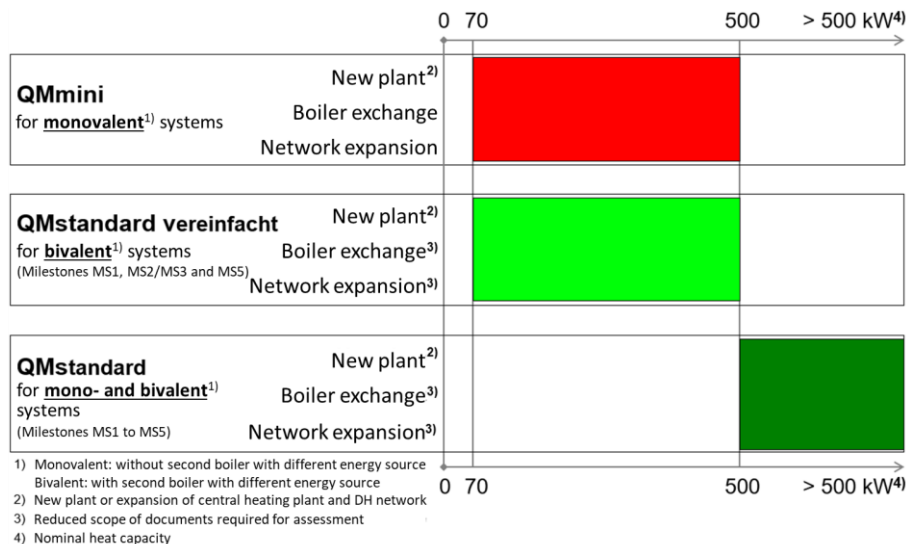 0 70 500 > 500 kW4)
QMmini
for monovalent1) systems
New plant2)
Boiler exchange
Network expansion
QMstandard vereinfacht
for bivalent1) systems
(Milestones MS1, MS2/MS3 and MS5)
New plant2)
Boiler exchange3)
Network expansion3)
QMstandard
for mono- and bivalent1)
systems
(Milestones MS1 to MS5)
New plant2)
Boiler exchange3)
Network expansion3)
0 70 500 > 500 kW4)
1) Monovalent: without second boiler with different energy source
Bivalent: with second boiler with different energy source
2) New plant or expansion of central heating plant and DH network
3) Reduced scope of documents required for assessment
4) Nominal heat capacity